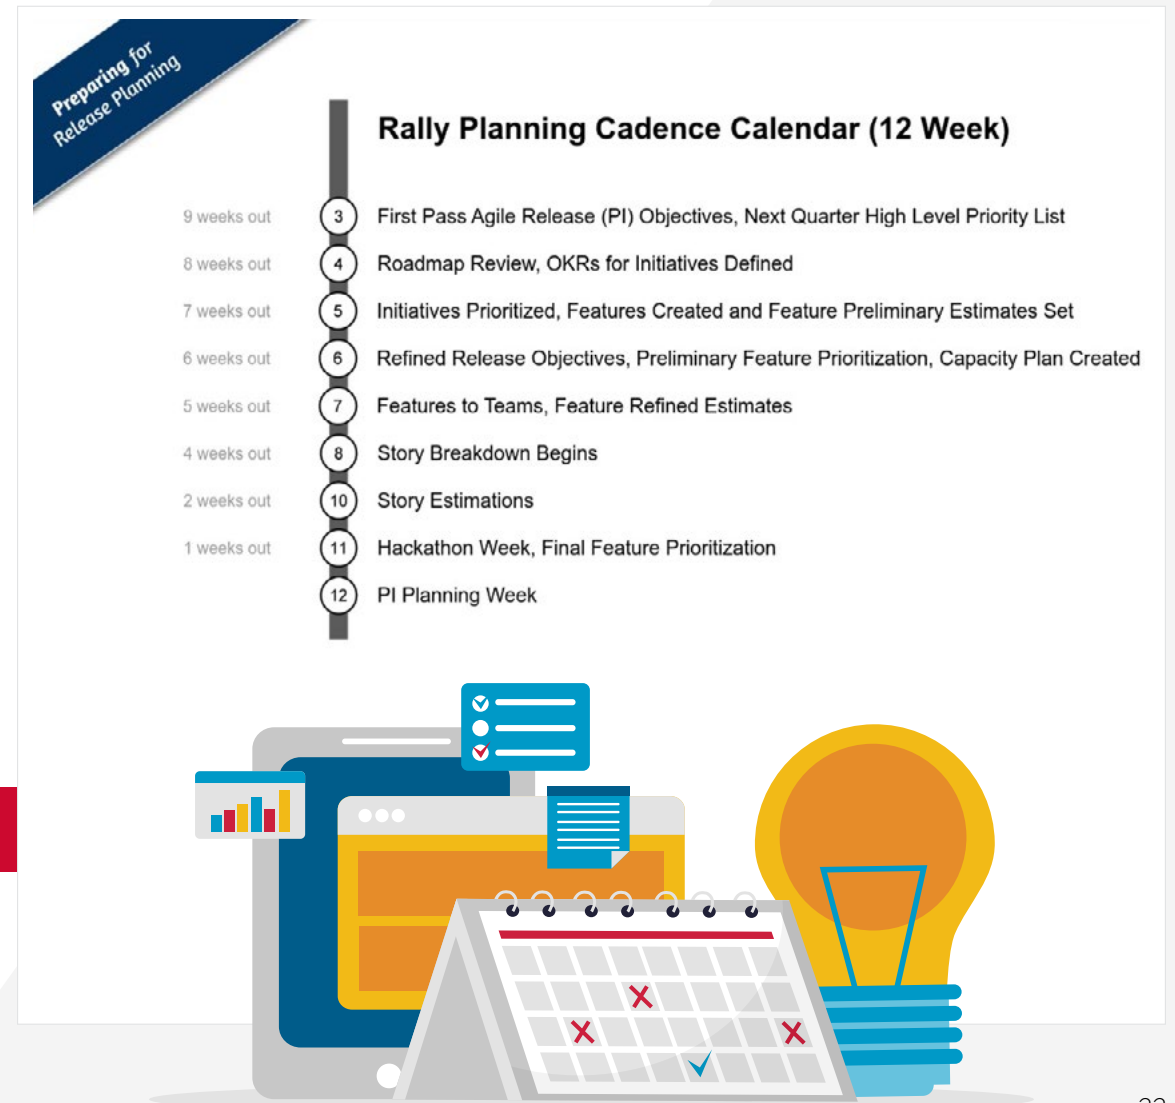 Preparing for
Release Planning
Rally Planning Cadence Calendar (12 Week)
9 weeks out 3 First Pass Agile Release (PI) Objectives, Next Quarter High Level Priority List
8 weeks out 4 Roadmap Review, OKRs for Initiatives Defined
7 weeks out 5 Initiatives Prioritized, Features Created and Feature Preliminary Estimates Set
6 weeks out 6 Refined Release Objectives, Preliminary Feature Prioritization, Capacity Plan Created
5 weeks out 7 Features to Teams, Feature Refined Estimates
4 weeks out 8 Story Breakdown Begins
2 weeks out 10 Story Estimations
1 weeks out 11 Hackathon Week, Final Feature Prioritization
12 PI Planning Week